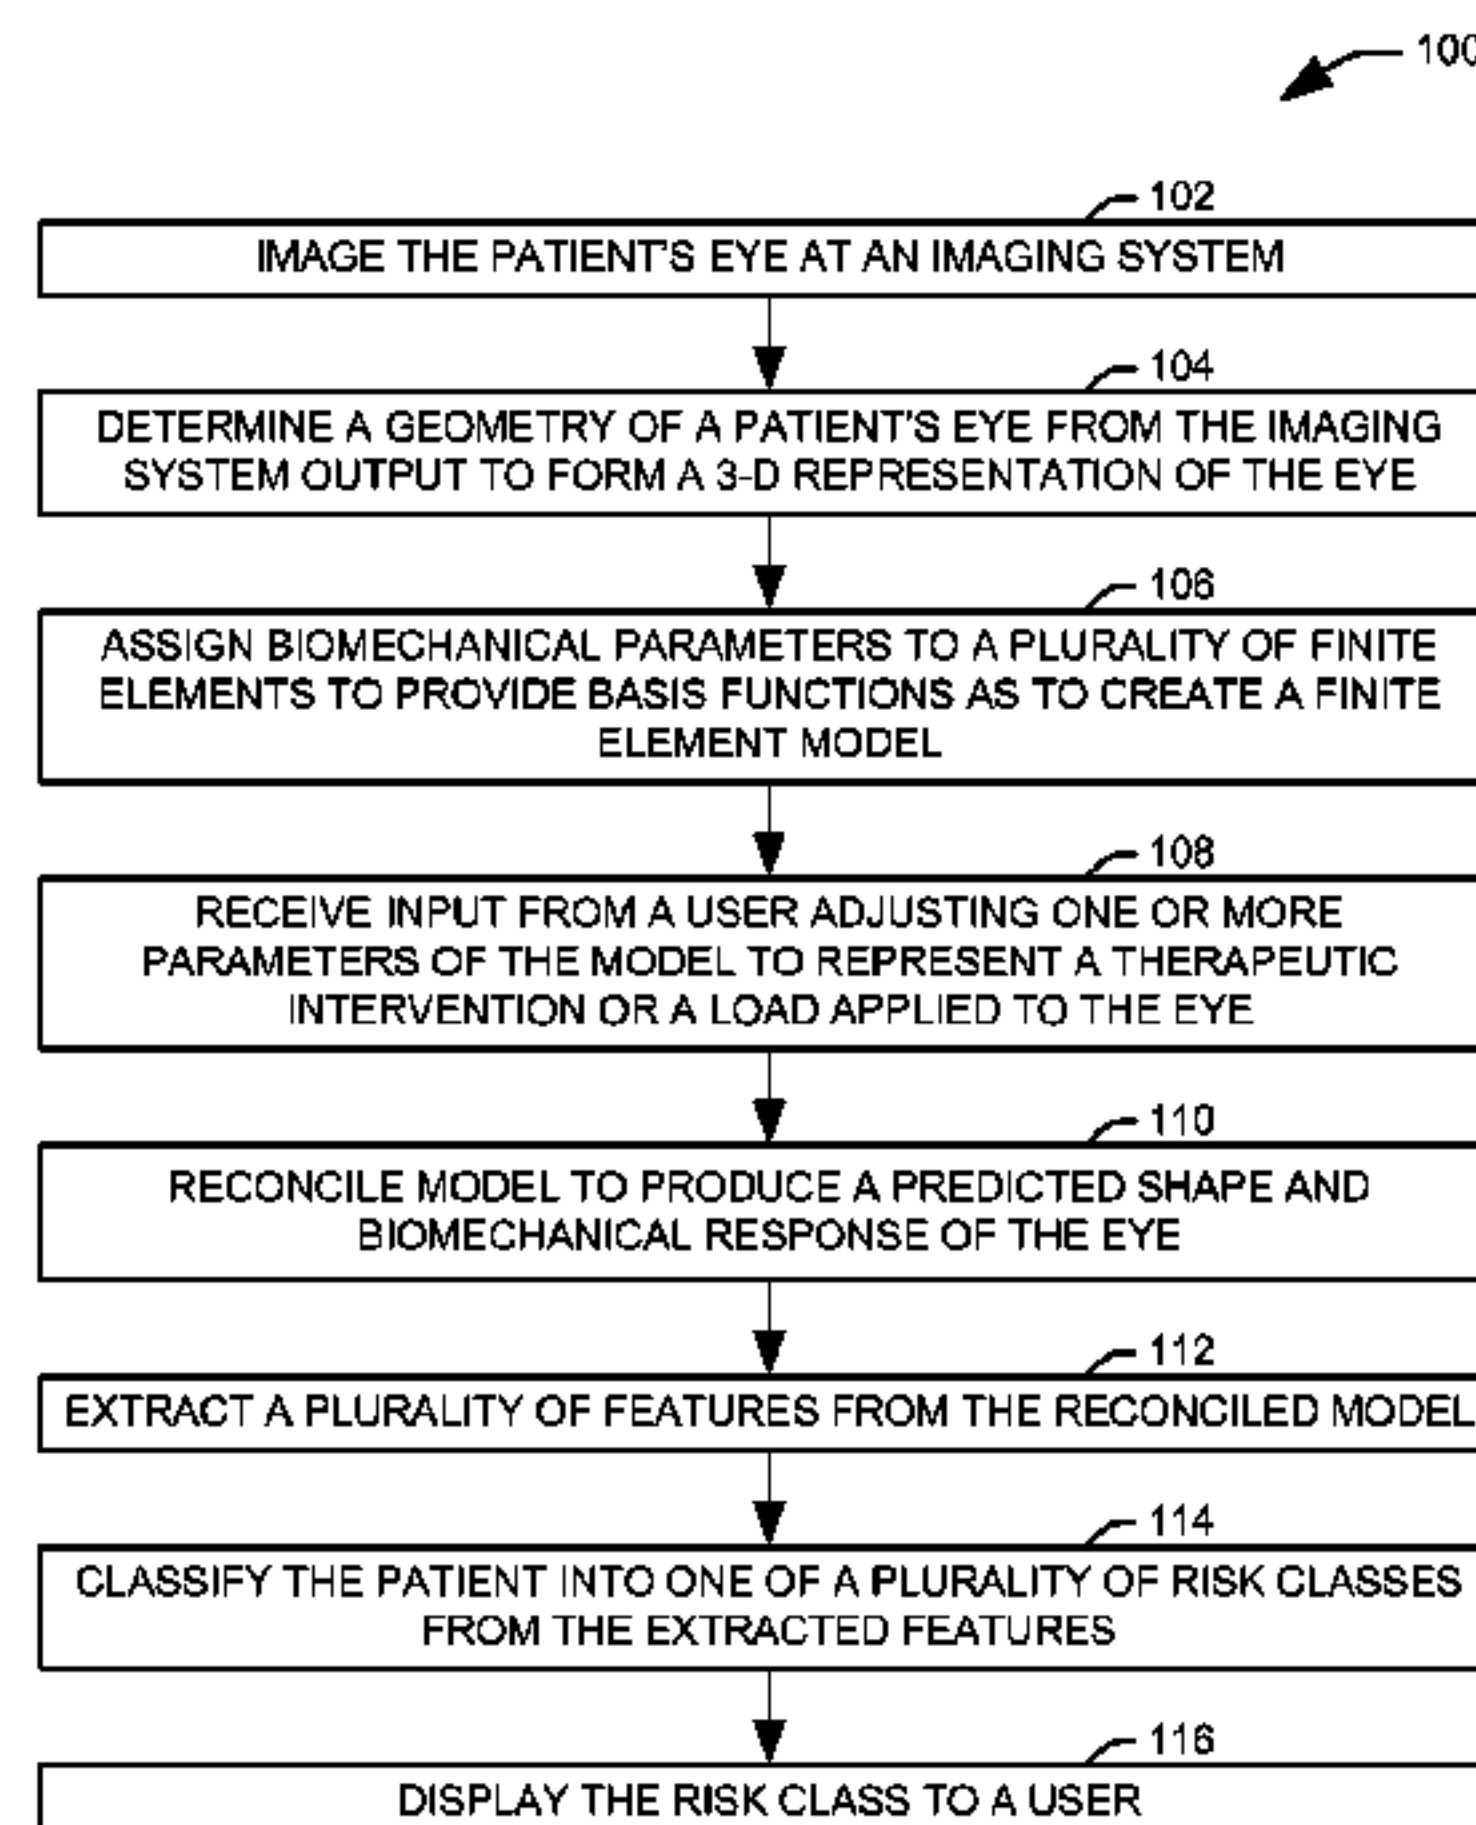 100
102
IMAGE THE PATIENT'S EYE AT AN IMAGING SYSTEM
104
DETERMINE A GEOMETRY OF A PATIENT'S EYE FROM THE IMAGING
SYSTEM OUTPUT TO FORM A 3-D REPRESENTATION OF THE EYE
106
ASSIGN BIOMECHANICAL PARAMETERS TO A PLURALITY OF FINITE
ELEMENTS TO PROVIDE BASIS FUNCTIONS AS TO CREATE A FINITE
ELEMENT MODEL
108
RECEIVE INPUT FROM A USER ADJUSTING ONE OR MORE
PARAMETERS OF THE MODEL TO REPRESENT A THERAPEUTIC
INTERVENTION OR A LOAD APPLIED TO THE EYE
110
RECONCILE MODEL TO PRODUCE A PREDICTED SHAPE AND
BIOMECHANICAL RESPONSE OF THE EYE
112
EXTRACT A PLURALITY OF FEATURES FROM THE RECONCILED MODEL
114
CLASSIFY THE PATIENT INTO ONE OF A PLURALITY OF RISK CLASSES
FROM THE EXTRACTED FEATURES
116
DISPLAY THE RISK CLASS TO A USER